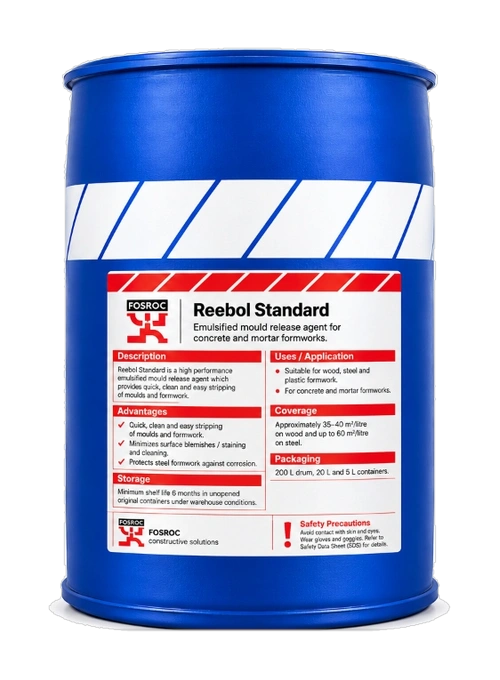 FOSROC
Reebol Standard
Emulsified mould release agent for
concrete and mortar formworks.
Description
Reebol Standard is a high performance
emulsified mould release agent which
provides quick, clean and easy stripping
of moulds and formwork.
Advantages
✓ Quick, clean and easy stripping
of moulds and formwork.
✓ Minimizes surface blemishes / staining
and cleaning.
✓ Protects steel formwork against corrosion.
Storage
Minimum shelf life 6 months in unopened
original containers under warehouse conditions.
Uses / Application
• Suitable for wood, steel and
plastic formwork.
• For concrete and mortar formworks.
Coverage
Approximately 35–40 m²/litre
on wood and up to 60 m²/litre
on steel.
Packaging
200 L drum, 20 L and 5 L containers.
FOSROC
FOSROC
constructive solutions
! Safety Precautions
Avoid contact with skin and eyes.
Wear gloves and goggles. Refer to
Safety Data Sheet (SDS) for details.